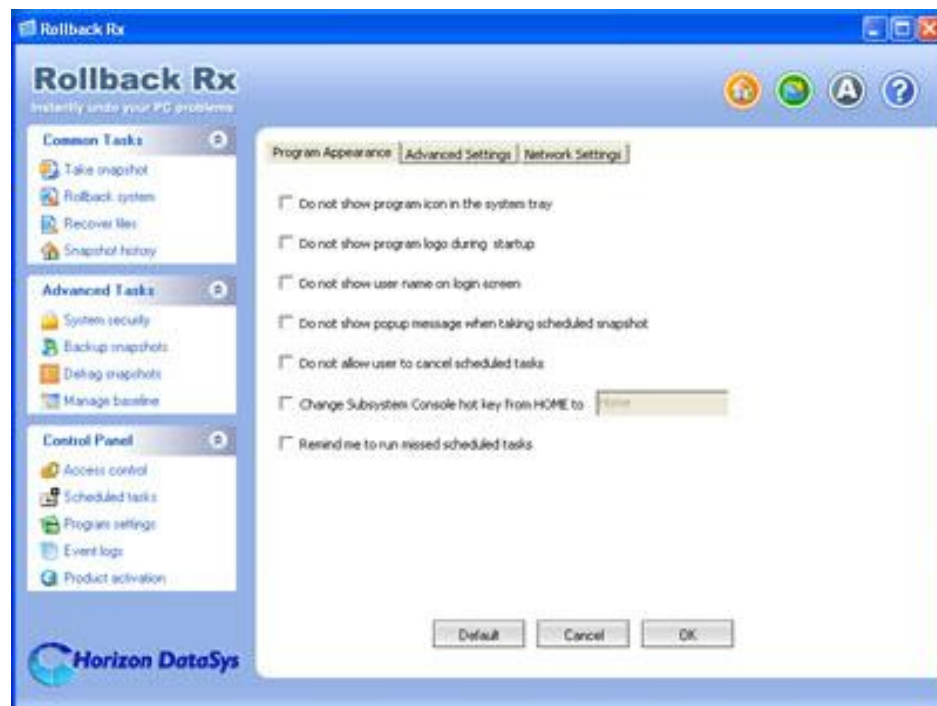 Rollback Rx
Rollback Rx
Instantly undo your PC problems
Common Tasks
Take snapshot
Rollback system
Recover files
Snapshot history
Advanced Tasks
System security
Backup snapshots
Defrag snapshots
Manage baseline
Control Panel
Access control
Scheduled tasks
Program settings
Event logs
Product activation
Horizon DataSys
A
?
Program Appearance
Advanced Settings
Network Settings
Do not show program icon in the system tray
Do not show program logo during startup
Do not show user name on login screen
Do not show popup message when taking scheduled snapshot
Do not allow user to cancel scheduled tasks
Change Subsystem Console hot key from HOME to
Remind me to run missed scheduled tasks
Default
Cancel
OK